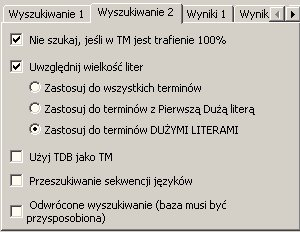 Wyszukiwanie 1 Wyszukiwanie 2 Wyniki 1
Nie szukaj, jeśli w TM jest trafienie 100%
Uwzględnij wielkość liter
Zastosuj do wszystkich terminów
Zastosuj do terminów z Pierwszą Dużą literą
Zastosuj do terminów DUŻYMI LITERAMI
Użyj TDB jako TM
Przeszukiwanie sekwencji języków
Odwrócone wyszukiwanie (baza musi być
przysposobiona)